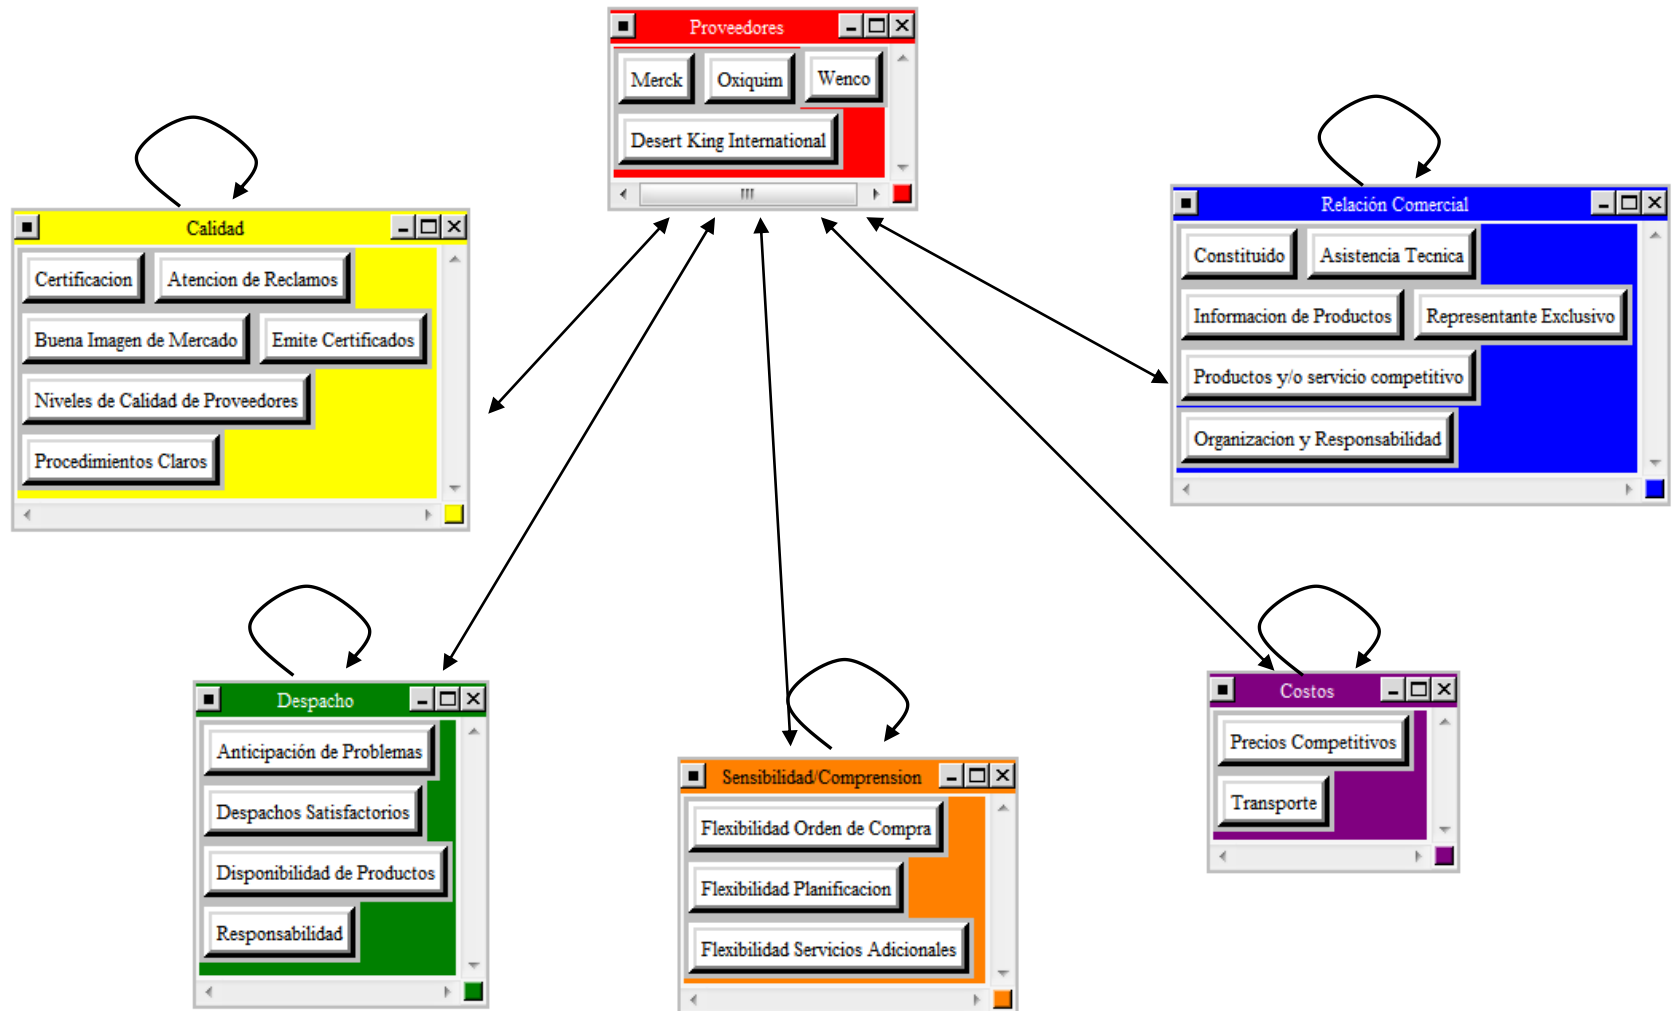 Proveedores
Merck Oxiquim Wenco
Desert King International
Calidad
Certificacion Atencion de Reclamos
Buena Imagen de Mercado Emite Certificados
Niveles de Calidad de Proveedores
Procedimientos Claros
Relación Comercial
Constituido Asistencia Tecnica
Informacion de Productos Representante Exclusivo
Productos y/o servicio competitivo
Organizacion y Responsabilidad
Despacho
Anticipación de Problemas
Despachos Satisfactorios
Disponibilidad de Productos
Responsabilidad
Sensibilidad/Comprension
Flexibilidad Orden de Compra
Flexibilidad Planificacion
Flexibilidad Servicios Adicionales
Costos
Precios Competitivos
Transporte